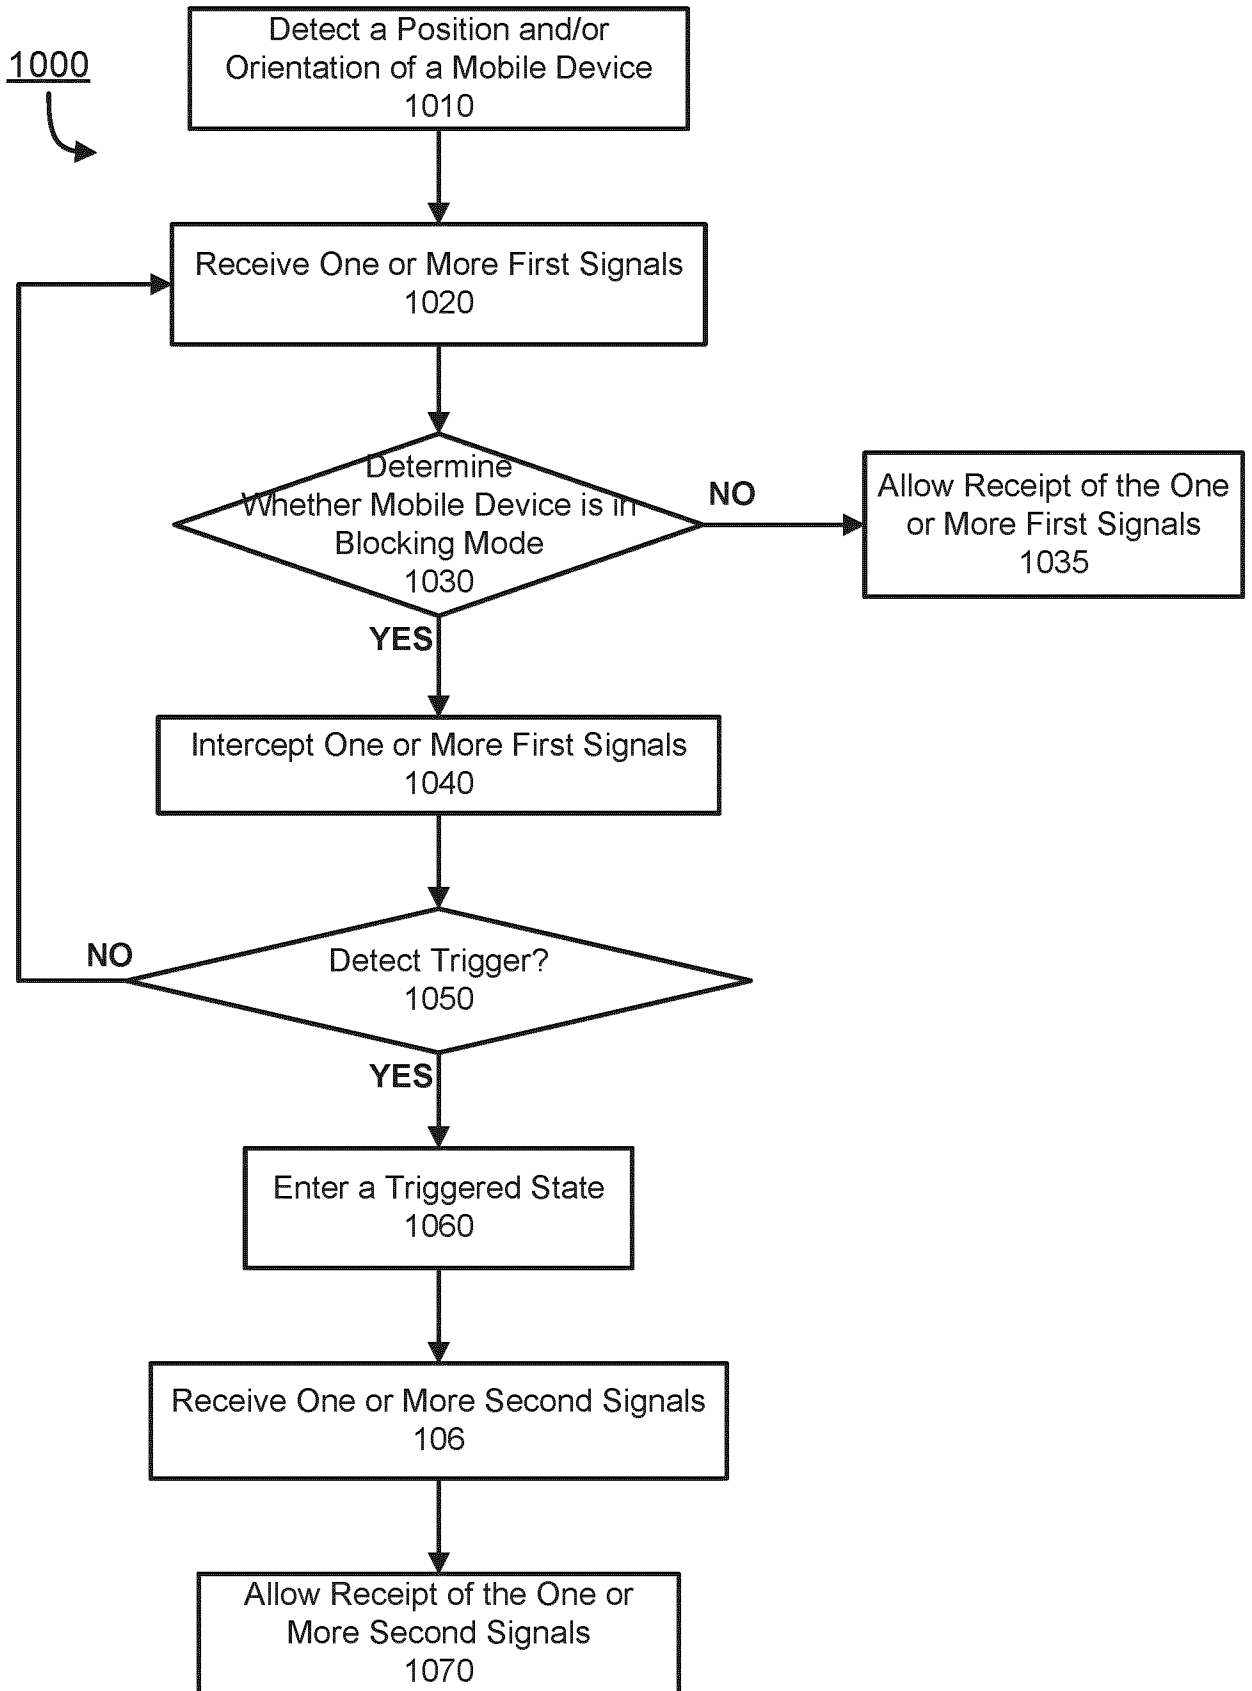 1000
Detect a Position and/or
Orientation of a Mobile Device
1010
Receive One or More First Signals
1020
Determine
Whether Mobile Device is in
Blocking Mode
1030
NO
Allow Receipt of the One
or More First Signals
1035
YES
Intercept One or More First Signals
1040
NO
Detect Trigger?
1050
YES
Enter a Triggered State
1060
Receive One or More Second Signals
106
Allow Receipt of the One or
More Second Signals
1070